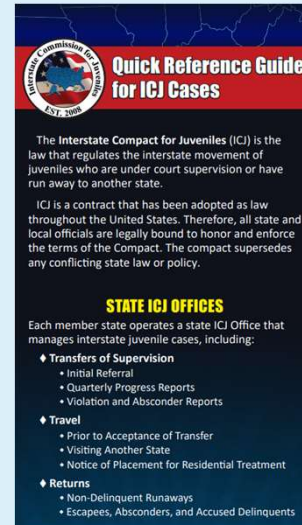 Interstate Commission for Juveniles
EST. 2008
Quick Reference Guide
for ICJ Cases
The Interstate Compact for Juveniles (ICJ) is the
law that regulates the interstate movement of
juveniles who are under court supervision or have
run away to another state.
ICJ is a contract that has been adopted as law
throughout the United States. Therefore, all state and
local officials are legally bound to honor and enforce
the terms of the Compact. The compact supersedes
any conflicting state law or policy.
STATE ICJ OFFICES
Each member state operates a state ICJ Office that
manages interstate juvenile cases, including:
♦ Transfers of Supervision
• Initial Referral
• Quarterly Progress Reports
• Violation and Absconder Reports
♦ Travel
• Prior to Acceptance of Transfer
• Visiting Another State
• Notice of Placement for Residential Treatment
♦ Returns
• Non-Delinquent Runaways
• Escapees, Absconders, and Accused Delinquents